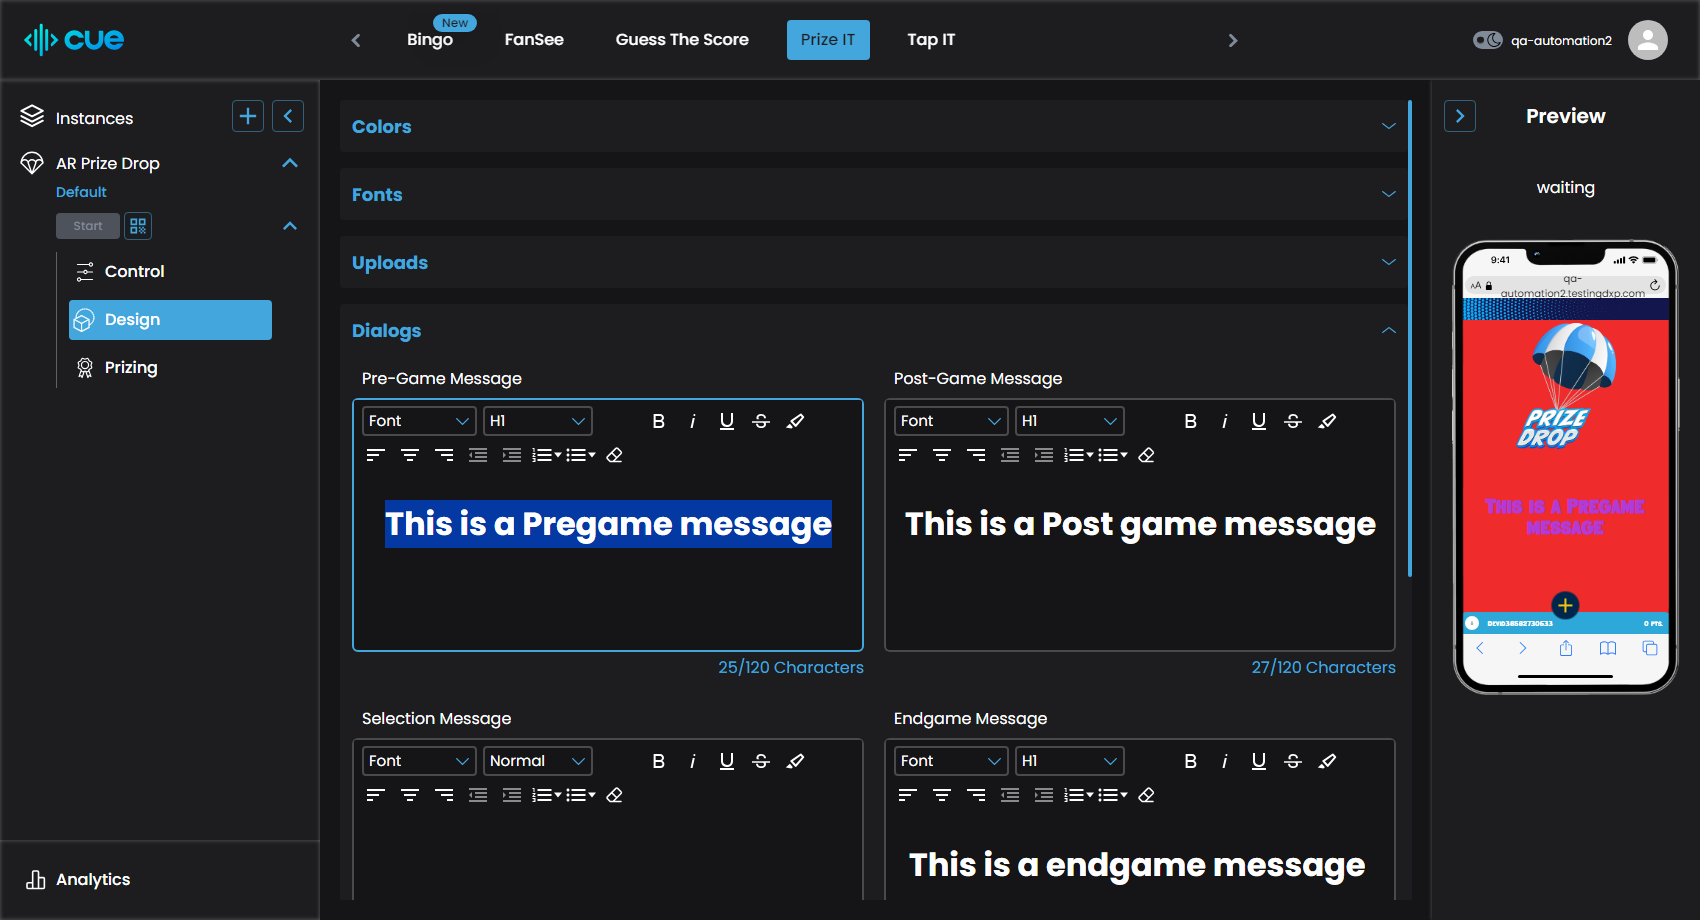 cue
New
Bingo
FanSee
Guess The Score
Prize IT
Tap IT
qa-automation2
Instances
AR Prize Drop
Default
Start
Control
Design
Prizing
Analytics
Colors
Fonts
Uploads
Dialogs
Pre-Game Message
Font
H1
B i U S
This is a Pregame message
25/120 Characters
Post-Game Message
Font
H1
B i U S
This is a Post game message
27/120 Characters
Selection Message
Font
Normal
B i U S
Endgame Message
Font
H1
B i U S
This is a endgame message
Preview
waiting
9:41
AA
qa-
automation2.testingdxp.com
PRIZE
DROP
This is a Pregame
message
0 PTS.